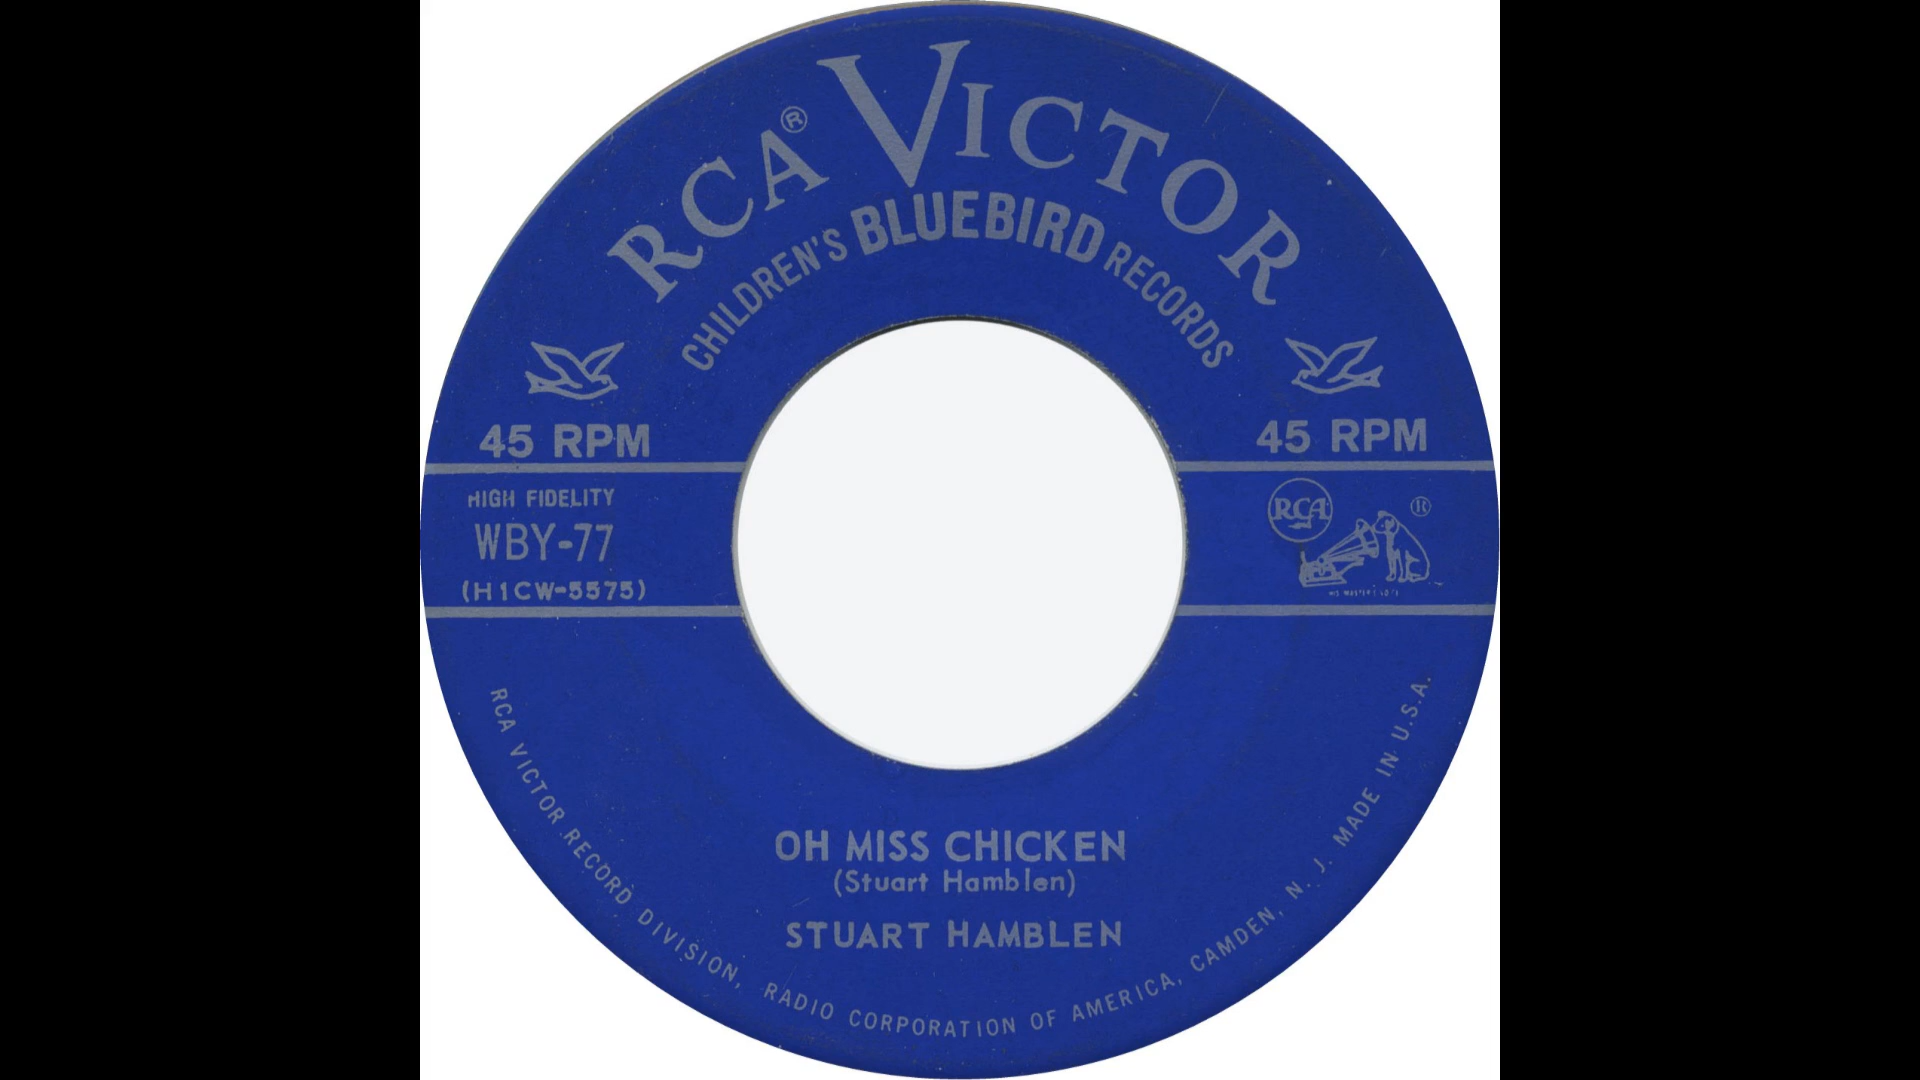 RCA® VICTOR
CHILDREN'S BLUEBIRD RECORDS
45 RPM
45 RPM
HIGH FIDELITY
WBY-77
(H1CW-5575)
RCA
®
OH MISS CHICKEN
(Stuart Hamblen)
STUART HAMBLEN
RCA VICTOR RECORD DIVISION, RADIO CORPORATION OF AMERICA, CAMDEN, N. J. MADE IN U.S.A.